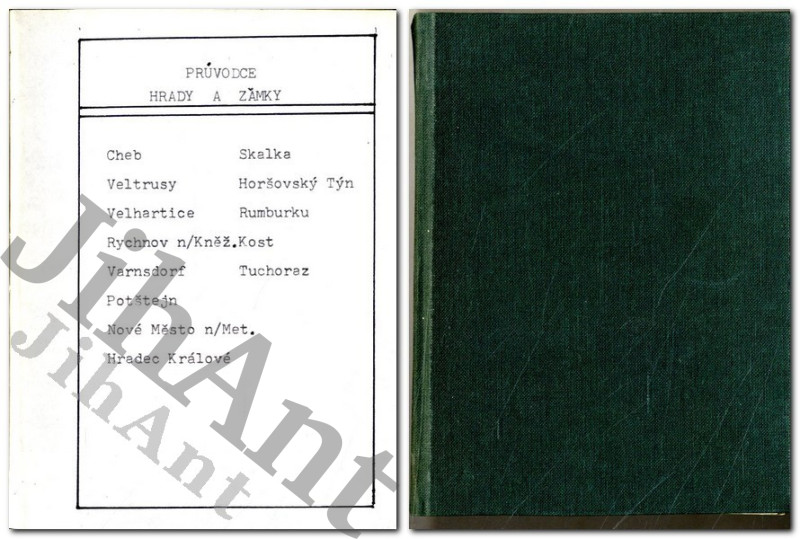 PRŮVODCE
HRADY A ZÁMKY
Cheb Skalka
Veltrusy Horšovský Týn
Velhartice Rumburku
Rychnov n/Kněž. Kost
Varnsdorf Tuchoraz
Potštejn
Nové Město n/Met.
Hradec Králové
JihAnt
JihAnt